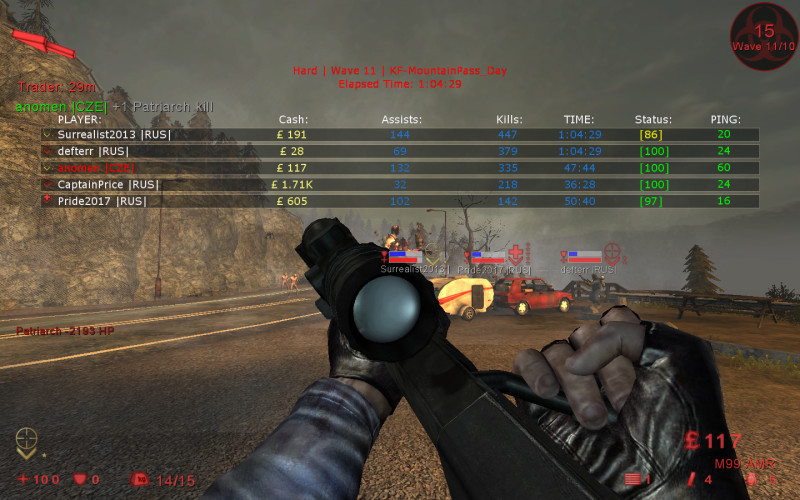 15
Wave 11/10
Hard | Wave 11 | KF-MountainPass_Day
Elapsed Time: 1:04:29
Trader: 29m
anomen |CZE| +1 Patriarch kill
PLAYER: Cash: Assists: Kills: TIME: Status: PING:
Surrealist2013 |RUS| £ 191 144 447 1:04:29 [86] 20
defterr |RUS| £ 28 69 379 1:04:29 [100] 24
anomen |CZE| £ 117 132 335 47:44 [100] 60
CaptainPrice |RUS| £ 1.71K 32 218 36:28 [100] 24
Pride2017 |RUS| £ 605 102 142 50:40 [97] 16
Surrealist2013 Pride2017 |RUS| defterr |RUS|
Patriarch -2193 HP
£ 117
M99 AMR
+ 100 0 14/15 1 4